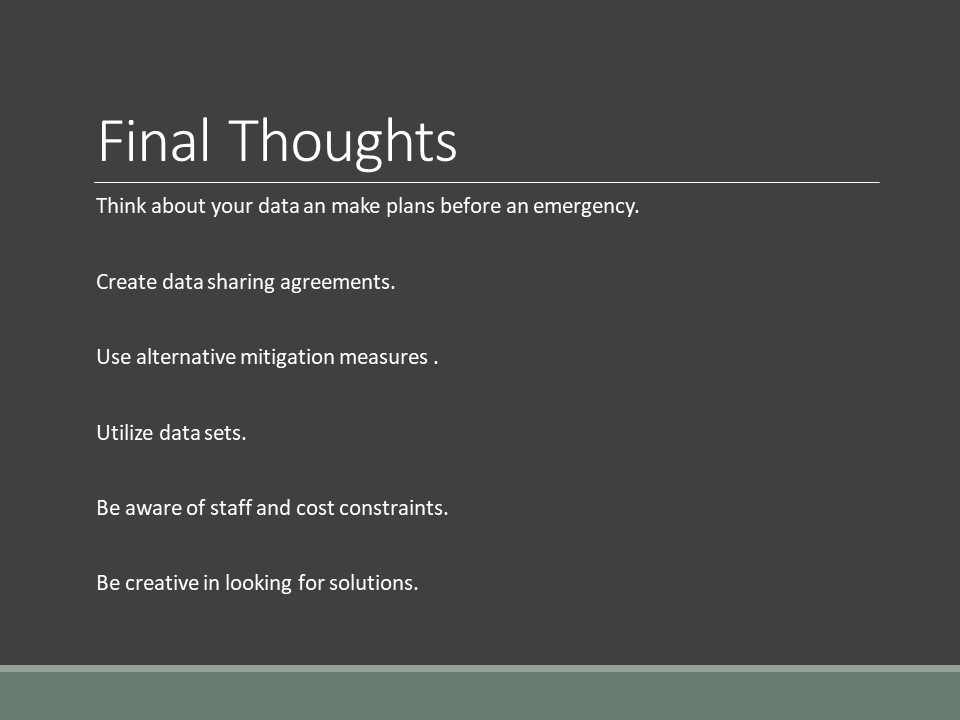 Final Thoughts
Think about your data an make plans before an emergency.
Create data sharing agreements.
Use alternative mitigation measures .
Utilize data sets.
Be aware of staff and cost constraints.
Be creative in looking for solutions.